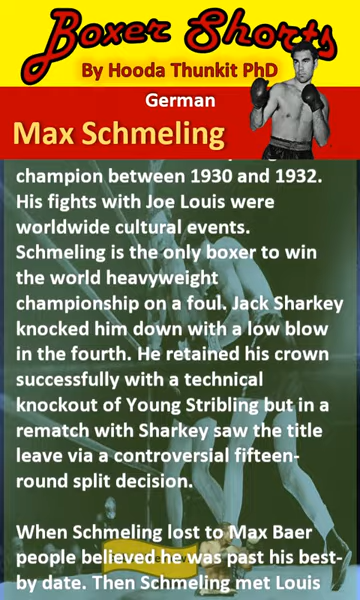 Boxer Shorts
By Hooda Thunkit PhD
German
Max Schmeling
champion between 1930 and 1932.
His fights with Joe Louis were
worldwide cultural events.
Schmeling is the only boxer to win
the world heavyweight
championship on a foul. Jack Sharkey
knocked him down with a low blow
in the fourth. He retained his crown
successfully with a technical
knockout of Young Stribling but in a
rematch with Sharkey saw the title
leave via a controversial fifteen-
round split decision.
When Schmeling lost to Max Baer
people believed he was past his best-
by date. Then Schmeling met Louis